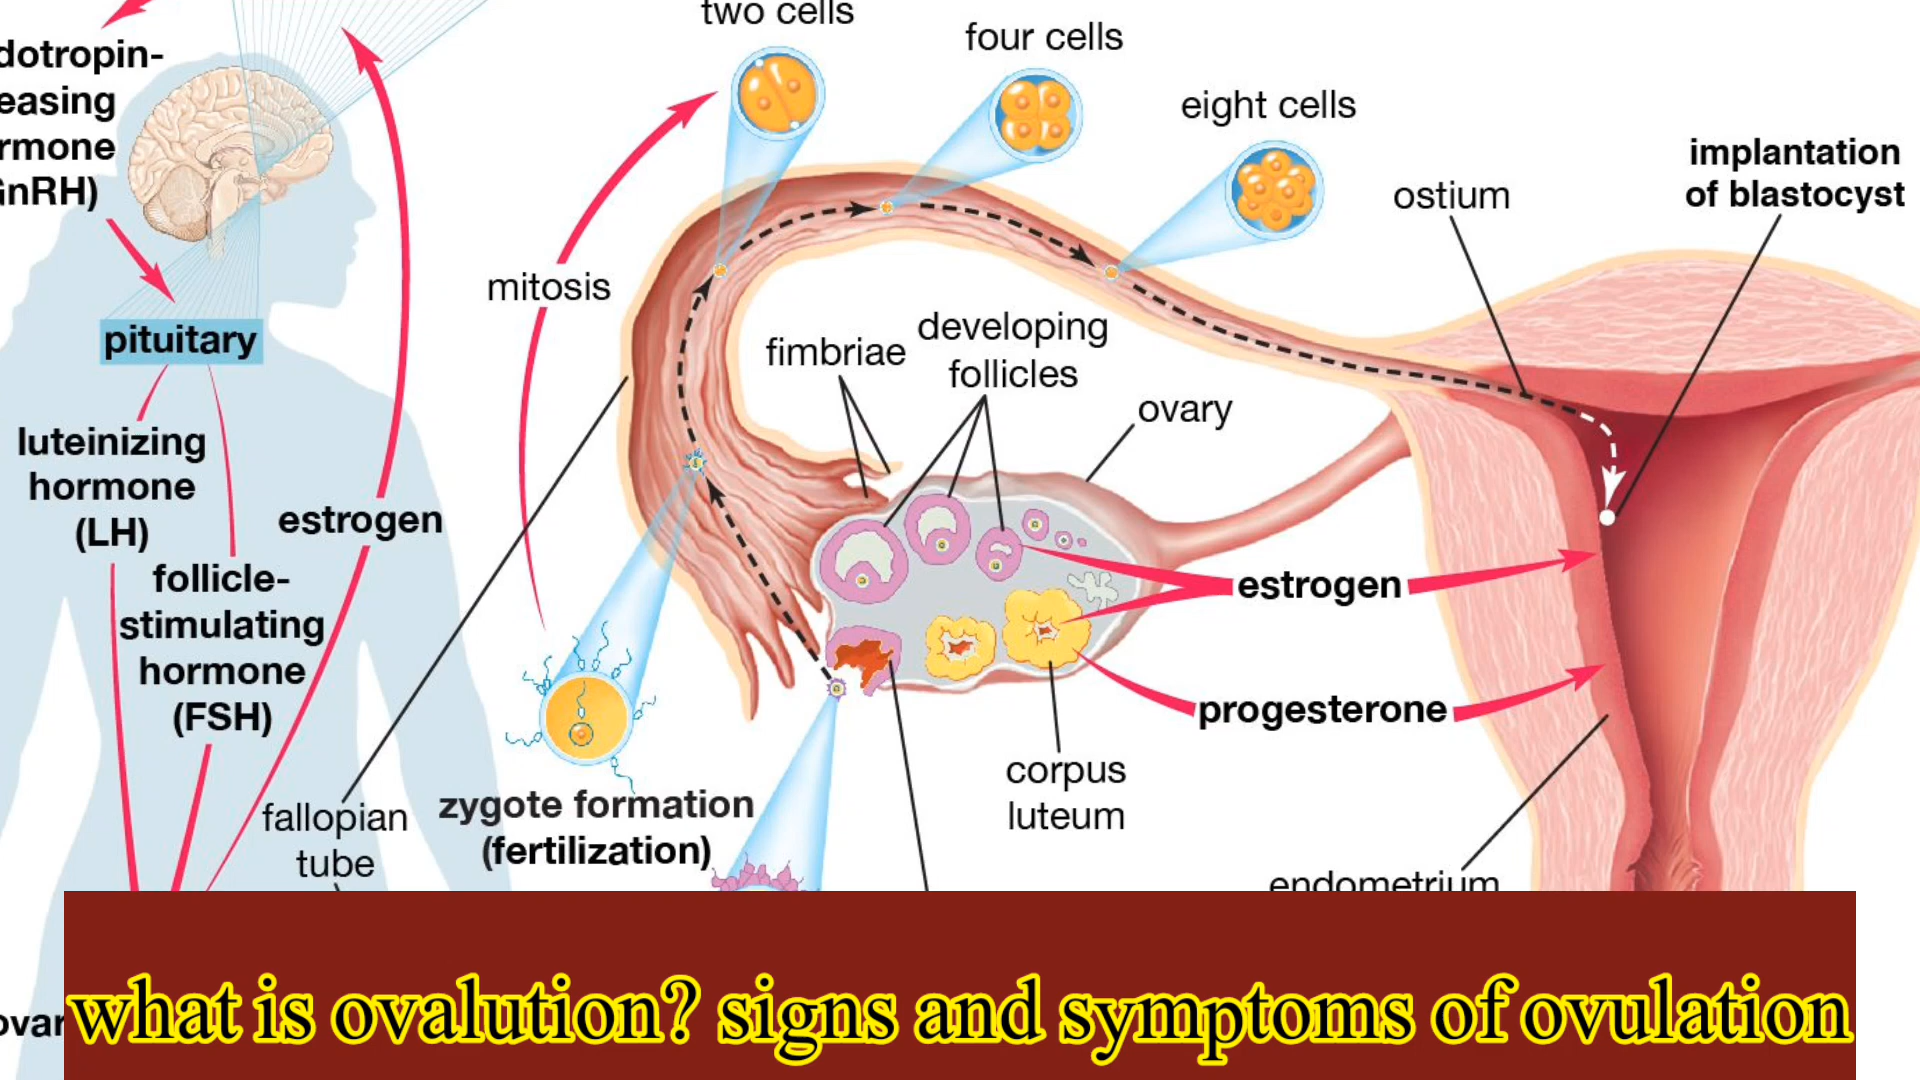 two cells
four cells
eight cells
dotropin-
easing
rmone
GnRH)
implantation
of blastocyst
ostium
mitosis
pituitary
fimbriae
developing
follicles
ovary
luteinizing
hormone
(LH)
estrogen
follicle-
stimulating
hormone
(FSH)
estrogen
progesterone
corpus
luteum
zygote formation
(fertilization)
fallopian
tube
endometrium
ovar
what is ovalution? signs and symptoms of ovulation